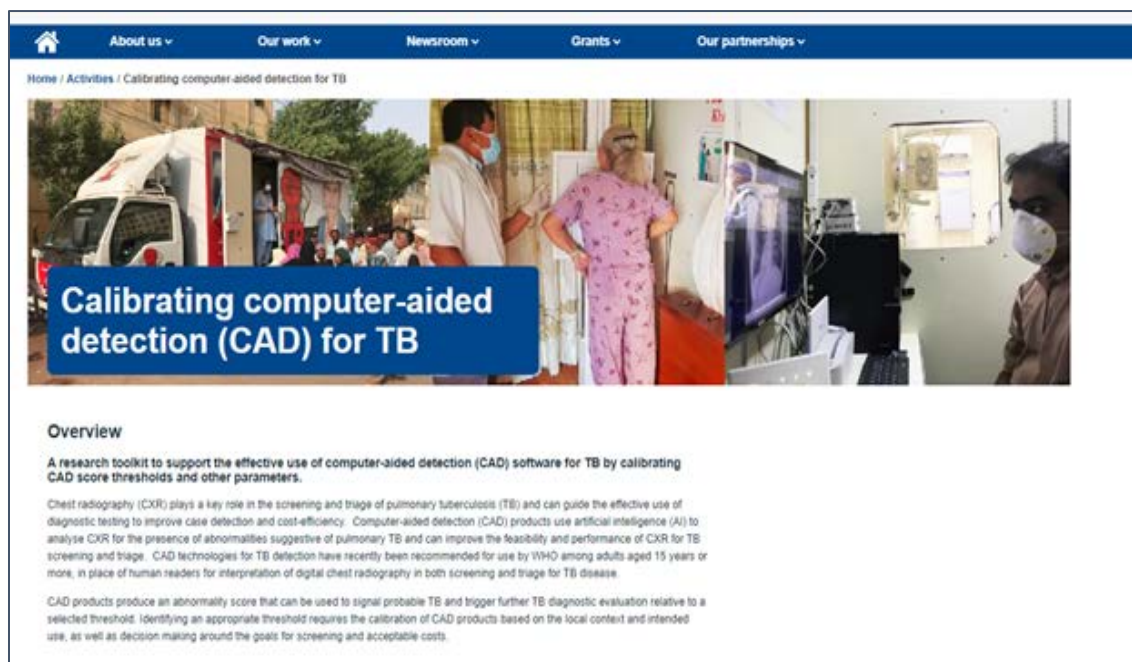 About us Our work Newsroom Grants Our partnerships
Home / Activities / Calibrating computer-aided detection for TB
Calibrating computer-aided
detection (CAD) for TB
Overview
A research toolkit to support the effective use of computer-aided detection (CAD) software for TB by calibrating
CAD score thresholds and other parameters.
Chest radiography (CXR) plays a key role in the screening and triage of pulmonary tuberculosis (TB) and can guide the effective use of
diagnostic testing to improve case detection and cost-efficiency. Computer-aided detection (CAD) products use artificial intelligence (AI) to
analyse CXR for the presence of abnormalities suggestive of pulmonary TB and can improve the feasibility and performance of CXR for TB
screening and triage. CAD technologies for TB detection have recently been recommended for use by WHO among adults aged 15 years or
more, in place of human readers for interpretation of digital chest radiography in both screening and triage for TB disease.
CAD products produce an abnormality score that can be used to signal probable TB and trigger further TB diagnostic evaluation relative to a
selected threshold. Identifying an appropriate threshold requires the calibration of CAD products based on the local context and intended
use, as well as decision making around the goals for screening and acceptable costs.